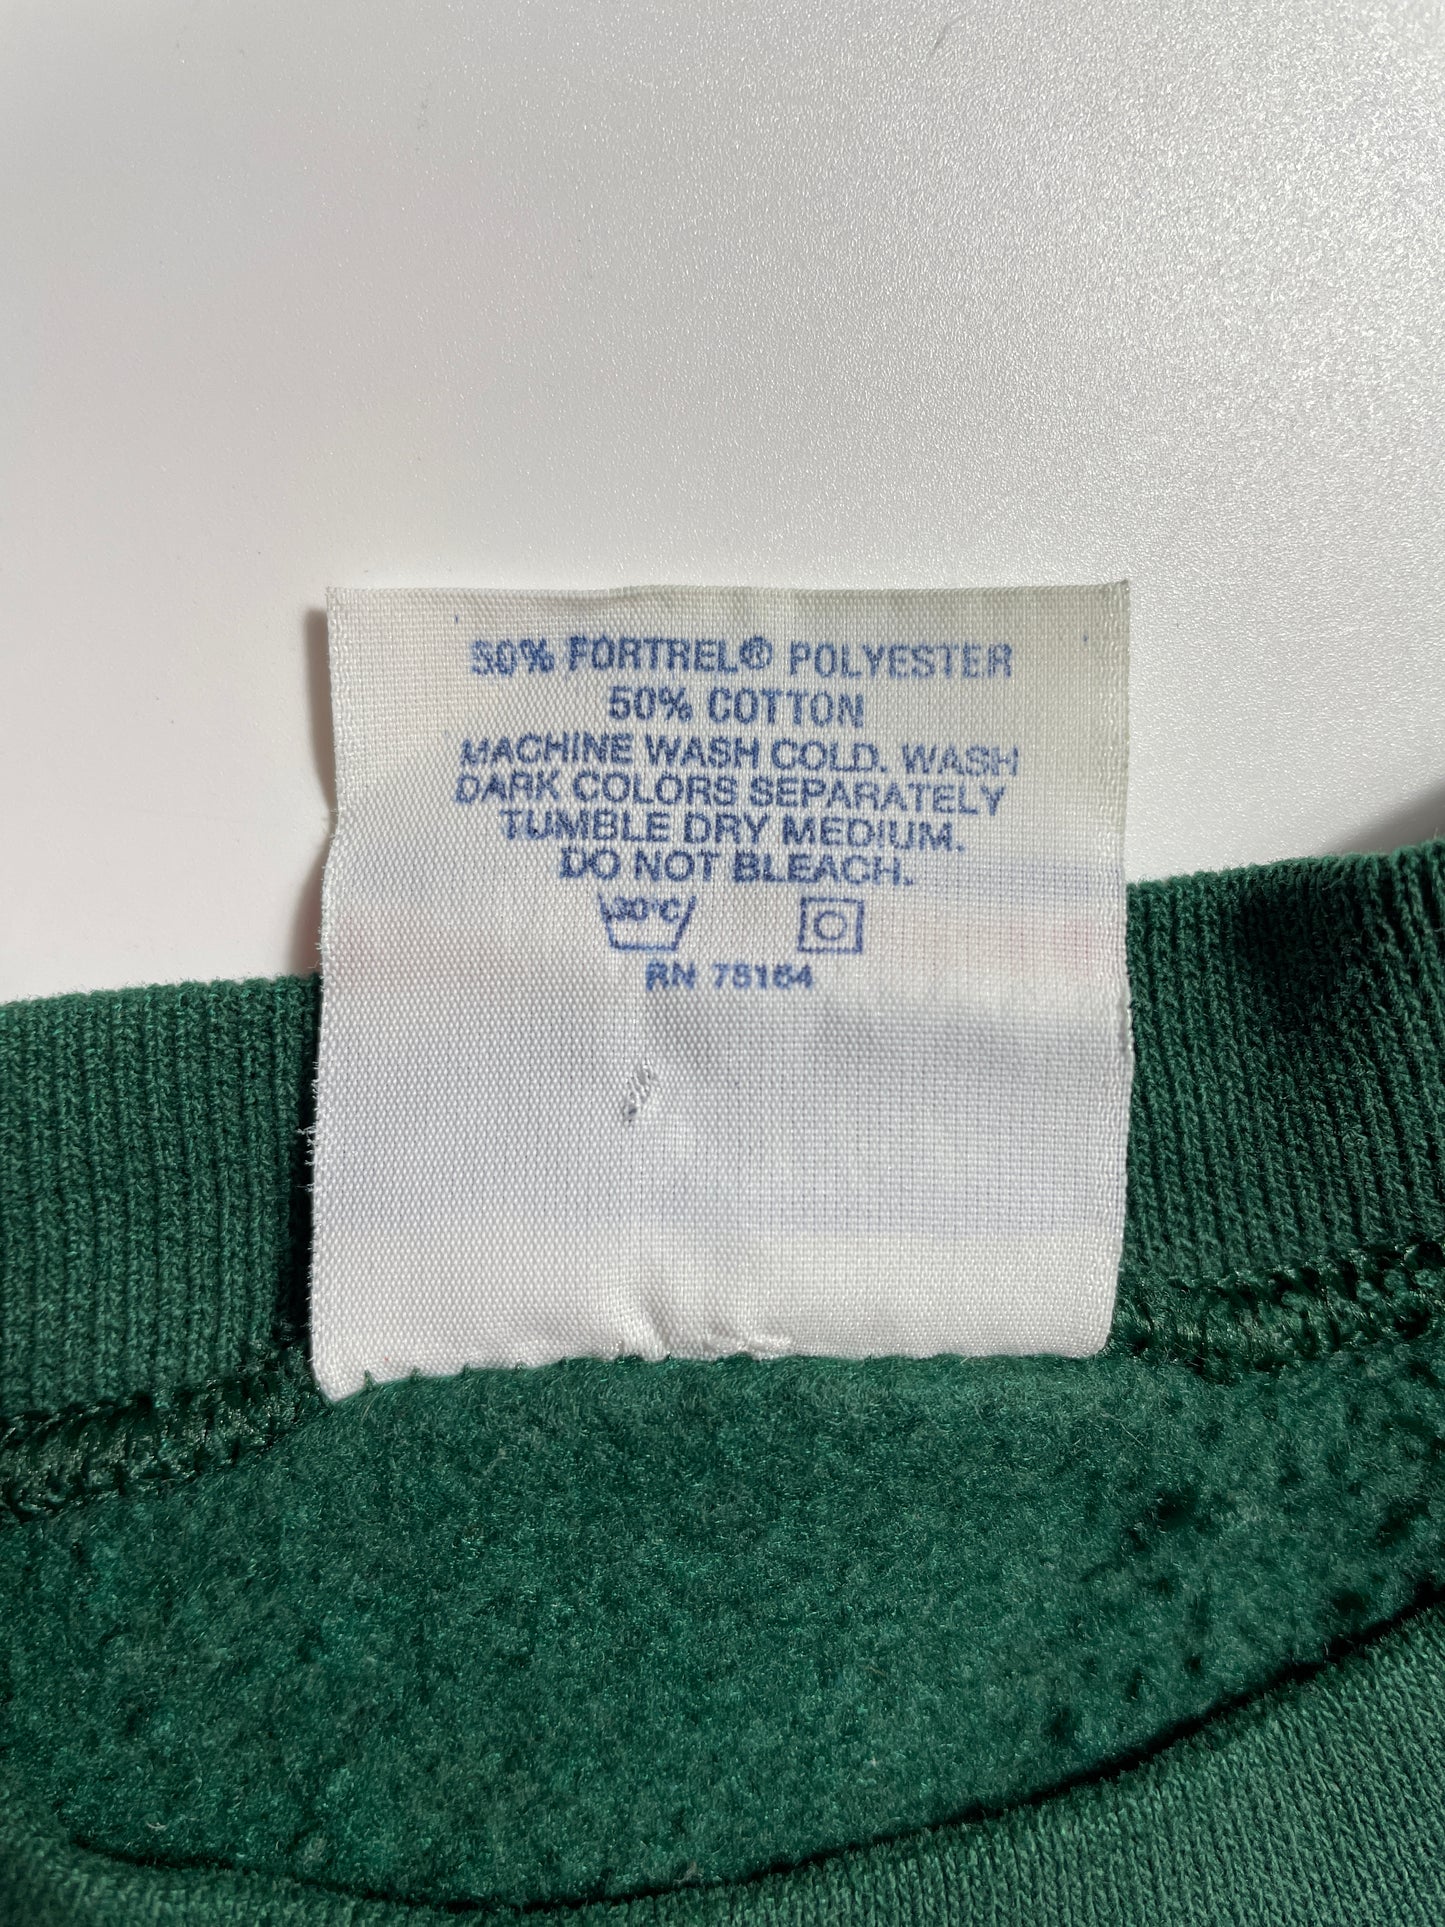 50% FORTREL® POLYESTER
50% COTTON
MACHINE WASH COLD. WASH
DARK COLORS SEPARATELY
TUMBLE DRY MEDIUM.
DO NOT BLEACH.
30°C
RN 75164